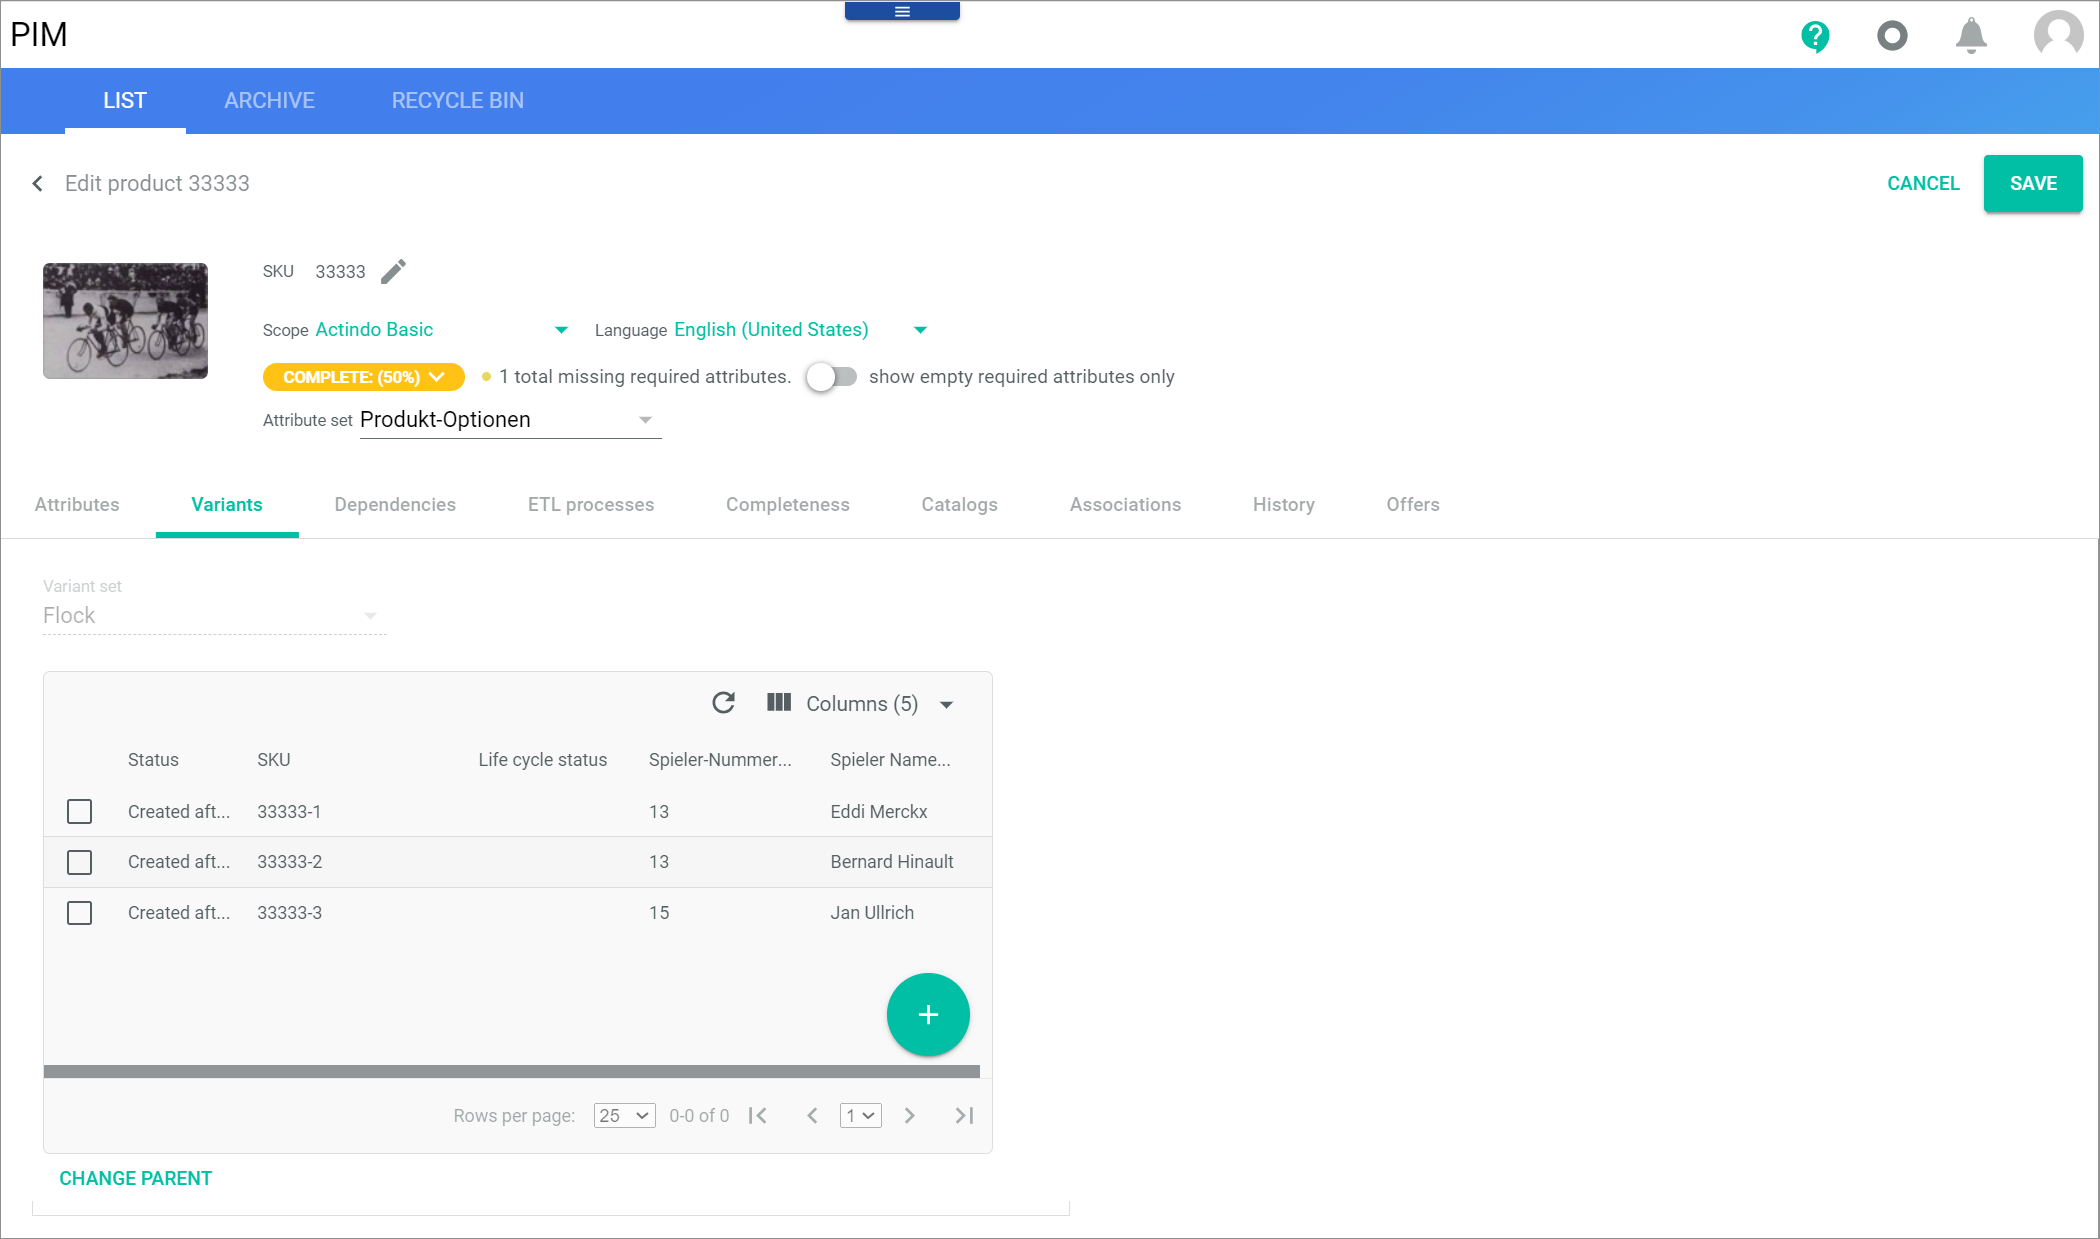 PIM
LIST ARCHIVE RECYCLE BIN
Edit product 33333 CANCEL SAVE
SKU 33333
Scope Actindo Basic Language English (United States)
COMPLETE: (50%) 1 total missing required attributes. show empty required attributes only
Attribute set Produkt-Optionen
Attributes Variants Dependencies ETL processes Completeness Catalogs Associations History Offers
Variant set
Flock
Columns (5)
Status SKU Life cycle status Spieler-Nummer... Spieler Name...
Created aft... 33333-1 13 Eddi Merckx
Created aft... 33333-2 13 Bernard Hinault
Created aft... 33333-3 15 Jan Ullrich
+
Rows per page: 25 0-0 of 0 1
CHANGE PARENT